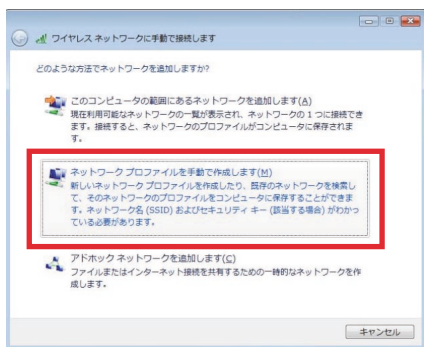 ワイヤレス ネットワークに手動で接続します
どのような方法でネットワークを追加しますか?
このコンピュータの範囲にあるネットワークを追加します(A)
現在利用可能なネットワークの一覧が表示され、ネットワークの 1 つに接続でき
ます。接続すると、ネットワークのプロファイルがコンピュータに保存されま
す。
ネットワーク プロファイルを手動で作成します(M)
新しいネットワーク プロファイルを作成したり、既存のネットワークを検索し
て、そのネットワークのプロファイルをコンピュータに保存することができま
す。ネットワーク名 (SSID) およびセキュリティ キー (該当する場合) がわかっ
ている必要があります。
アドホック ネットワークを追加します(C)
ファイルまたはインターネット接続を共有するための一時的なネットワークを作
成します。
キャンセル